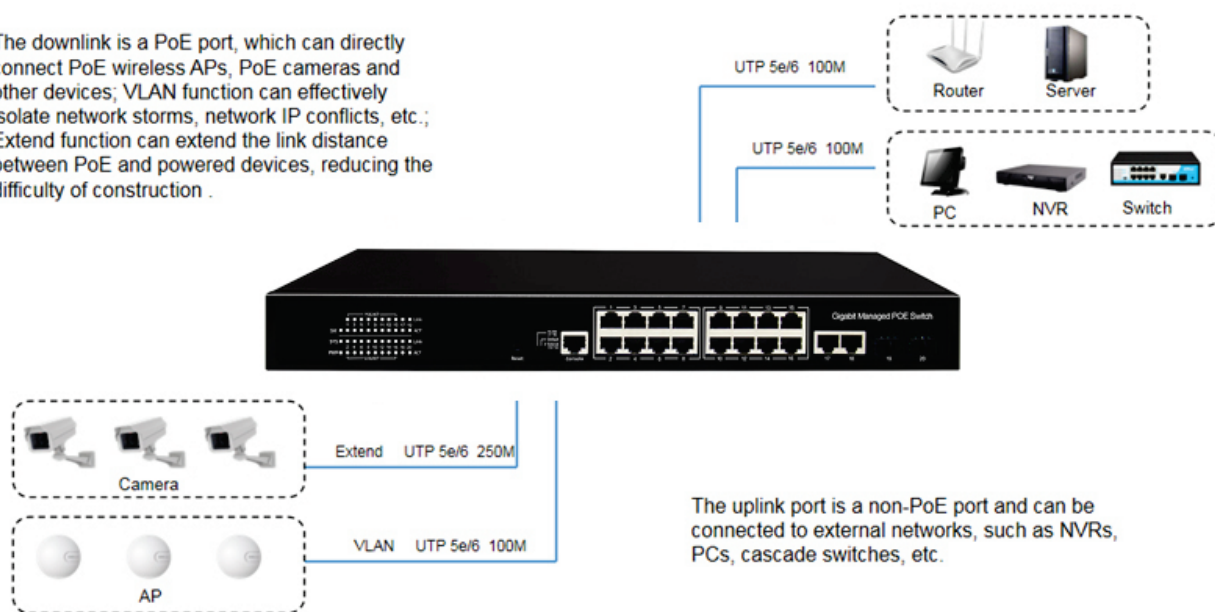 The downlink is a PoE port, which can directly
connect PoE wireless APs, PoE cameras and
other devices; VLAN function can effectively
isolate network storms, network IP conflicts, etc.;
Extend function can extend the link distance
between PoE and powered devices, reducing the
difficulty of construction .
UTP 5e/6 100M
Router Server
UTP 5e/6 100M
PC NVR Switch
Gigabit Managed POE Switch
Reset
Console
17 18 19 20
Extend UTP 5e/6 250M
Camera
VLAN UTP 5e/6 100M
AP
The uplink port is a non-PoE port and can be
connected to external networks, such as NVRs,
PCs, cascade switches, etc.